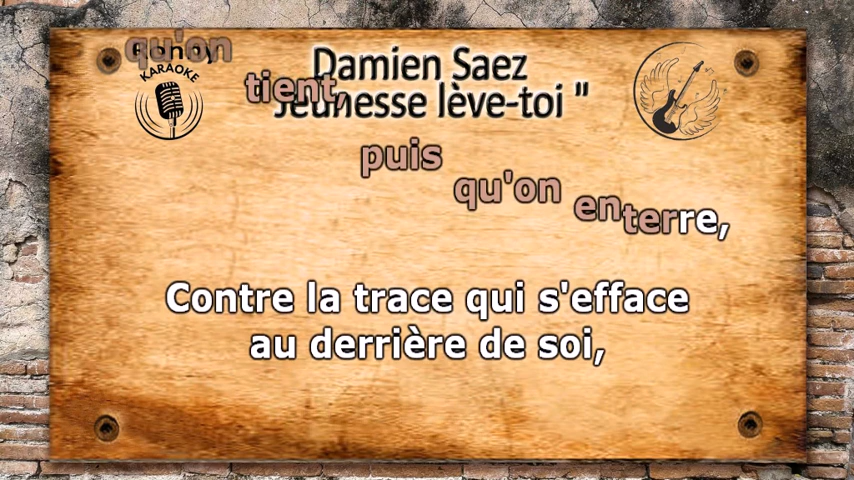 qu'on
KARAOKE
Damien Saez
Jeunesse lève-toi "
tient,
puis
qu'on
enterre,
Contre la trace qui s'efface
au derrière de soi,